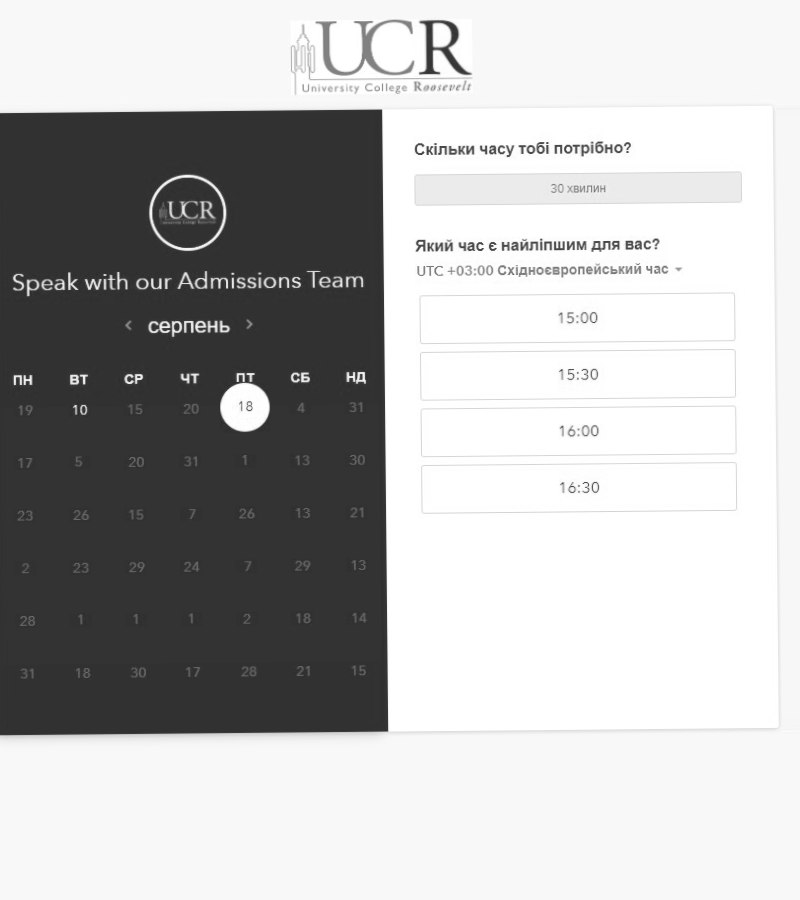 UCR
University College Roosevelt
UCR
University College Roosevelt
Speak with our Admissions Team
серпень
ПН ВТ СР ЧТ ПТ СБ НД
19 10 15 20 18 4 31
17 5 20 31 1 13 30
23 26 15 7 26 13 21
2 23 29 24 7 29 13
28 1 1 1 2 18 14
31 18 30 17 28 21 15
Скільки часу тобі потрібно?
30 хвилин
Який час є найліпшим для вас?
UTC +03:00 Східноєвропейський час
15:00
15:30
16:00
16:30